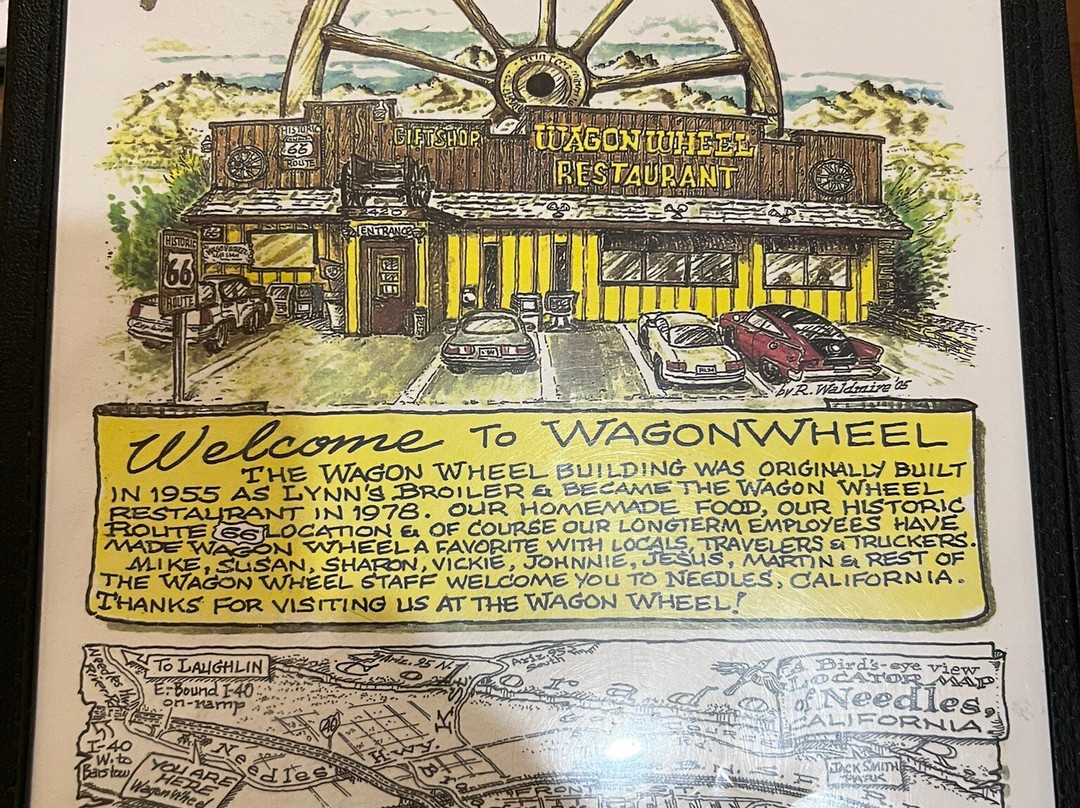 GIFTSHOP
WAGON WHEEL
RESTAURANT
HISTORIC
66
ROUTE
2420
ENTRANCE
HISTORIC
66
ROUTE
by R. Waldmire '05
Welcome To WAGONWHEEL
THE WAGON WHEEL BUILDING WAS ORIGINALLY BUILT
IN 1955 AS LYNN'S BROILER & BECAME THE WAGON WHEEL
RESTAURANT IN 1978. OUR HOMEMADE FOOD, OUR HISTORIC
ROUTE 66 LOCATION & OF COURSE OUR LONGTERM EMPLOYEES HAVE
MADE WAGON WHEEL A FAVORITE WITH LOCALS, TRAVELERS & TRUCKERS.
MIKE, SUSAN, SHARON, VICKIE, JOHNNIE, JESUS, MARTIN & REST OF
THE WAGON WHEEL STAFF WELCOME YOU TO NEEDLES, CALIFORNIA.
THANKS FOR VISITING US AT THE WAGON WHEEL!
To LAUGHLIN
E-Bound I-40
on-ramp
A Bird's-eye view
LOCATOR MAP
of Needles,
CALIFORNIA
40
Needles
Hwy.
I-40
W. to
Barstow
YOU ARE
HERE
Wagon Wheel
JACK SMITH
PARK